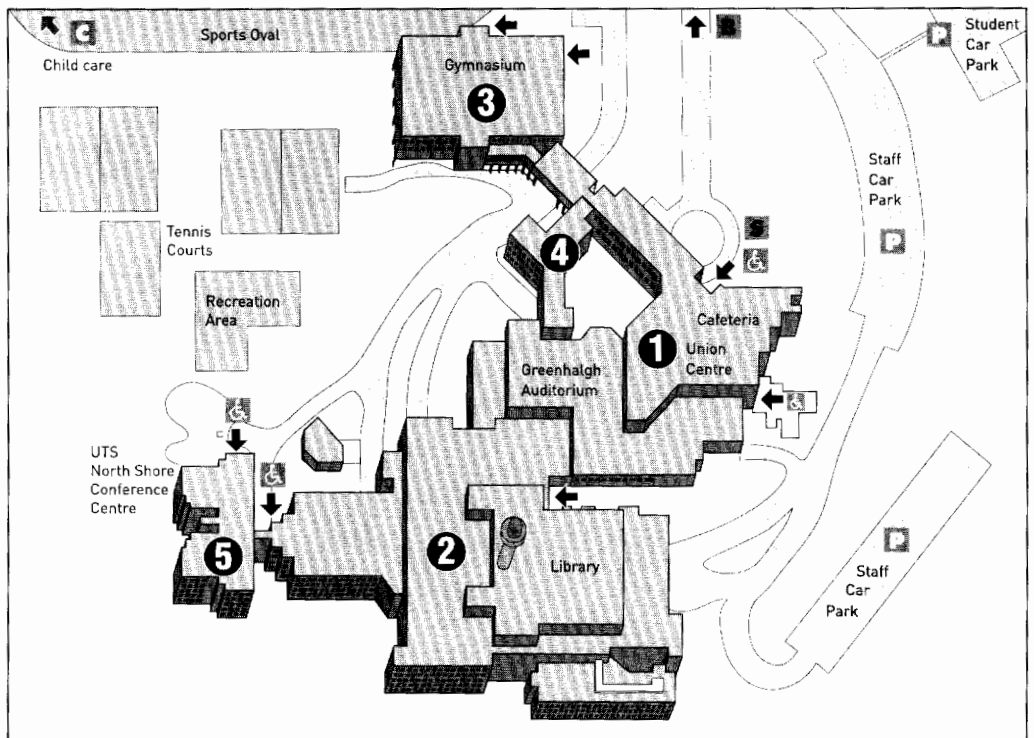 C
Sports Oval
Child care
B
P
Student
Car
Park
Gymnasium
3
Staff
Car
Park
P
Tennis
Courts
S
4
Recreation
Area
Cafeteria
1
Union
Centre
Greenhalgh
Auditorium
UTS
North Shore
Conference
Centre
5
2
Library
P
Staff
Car
Park